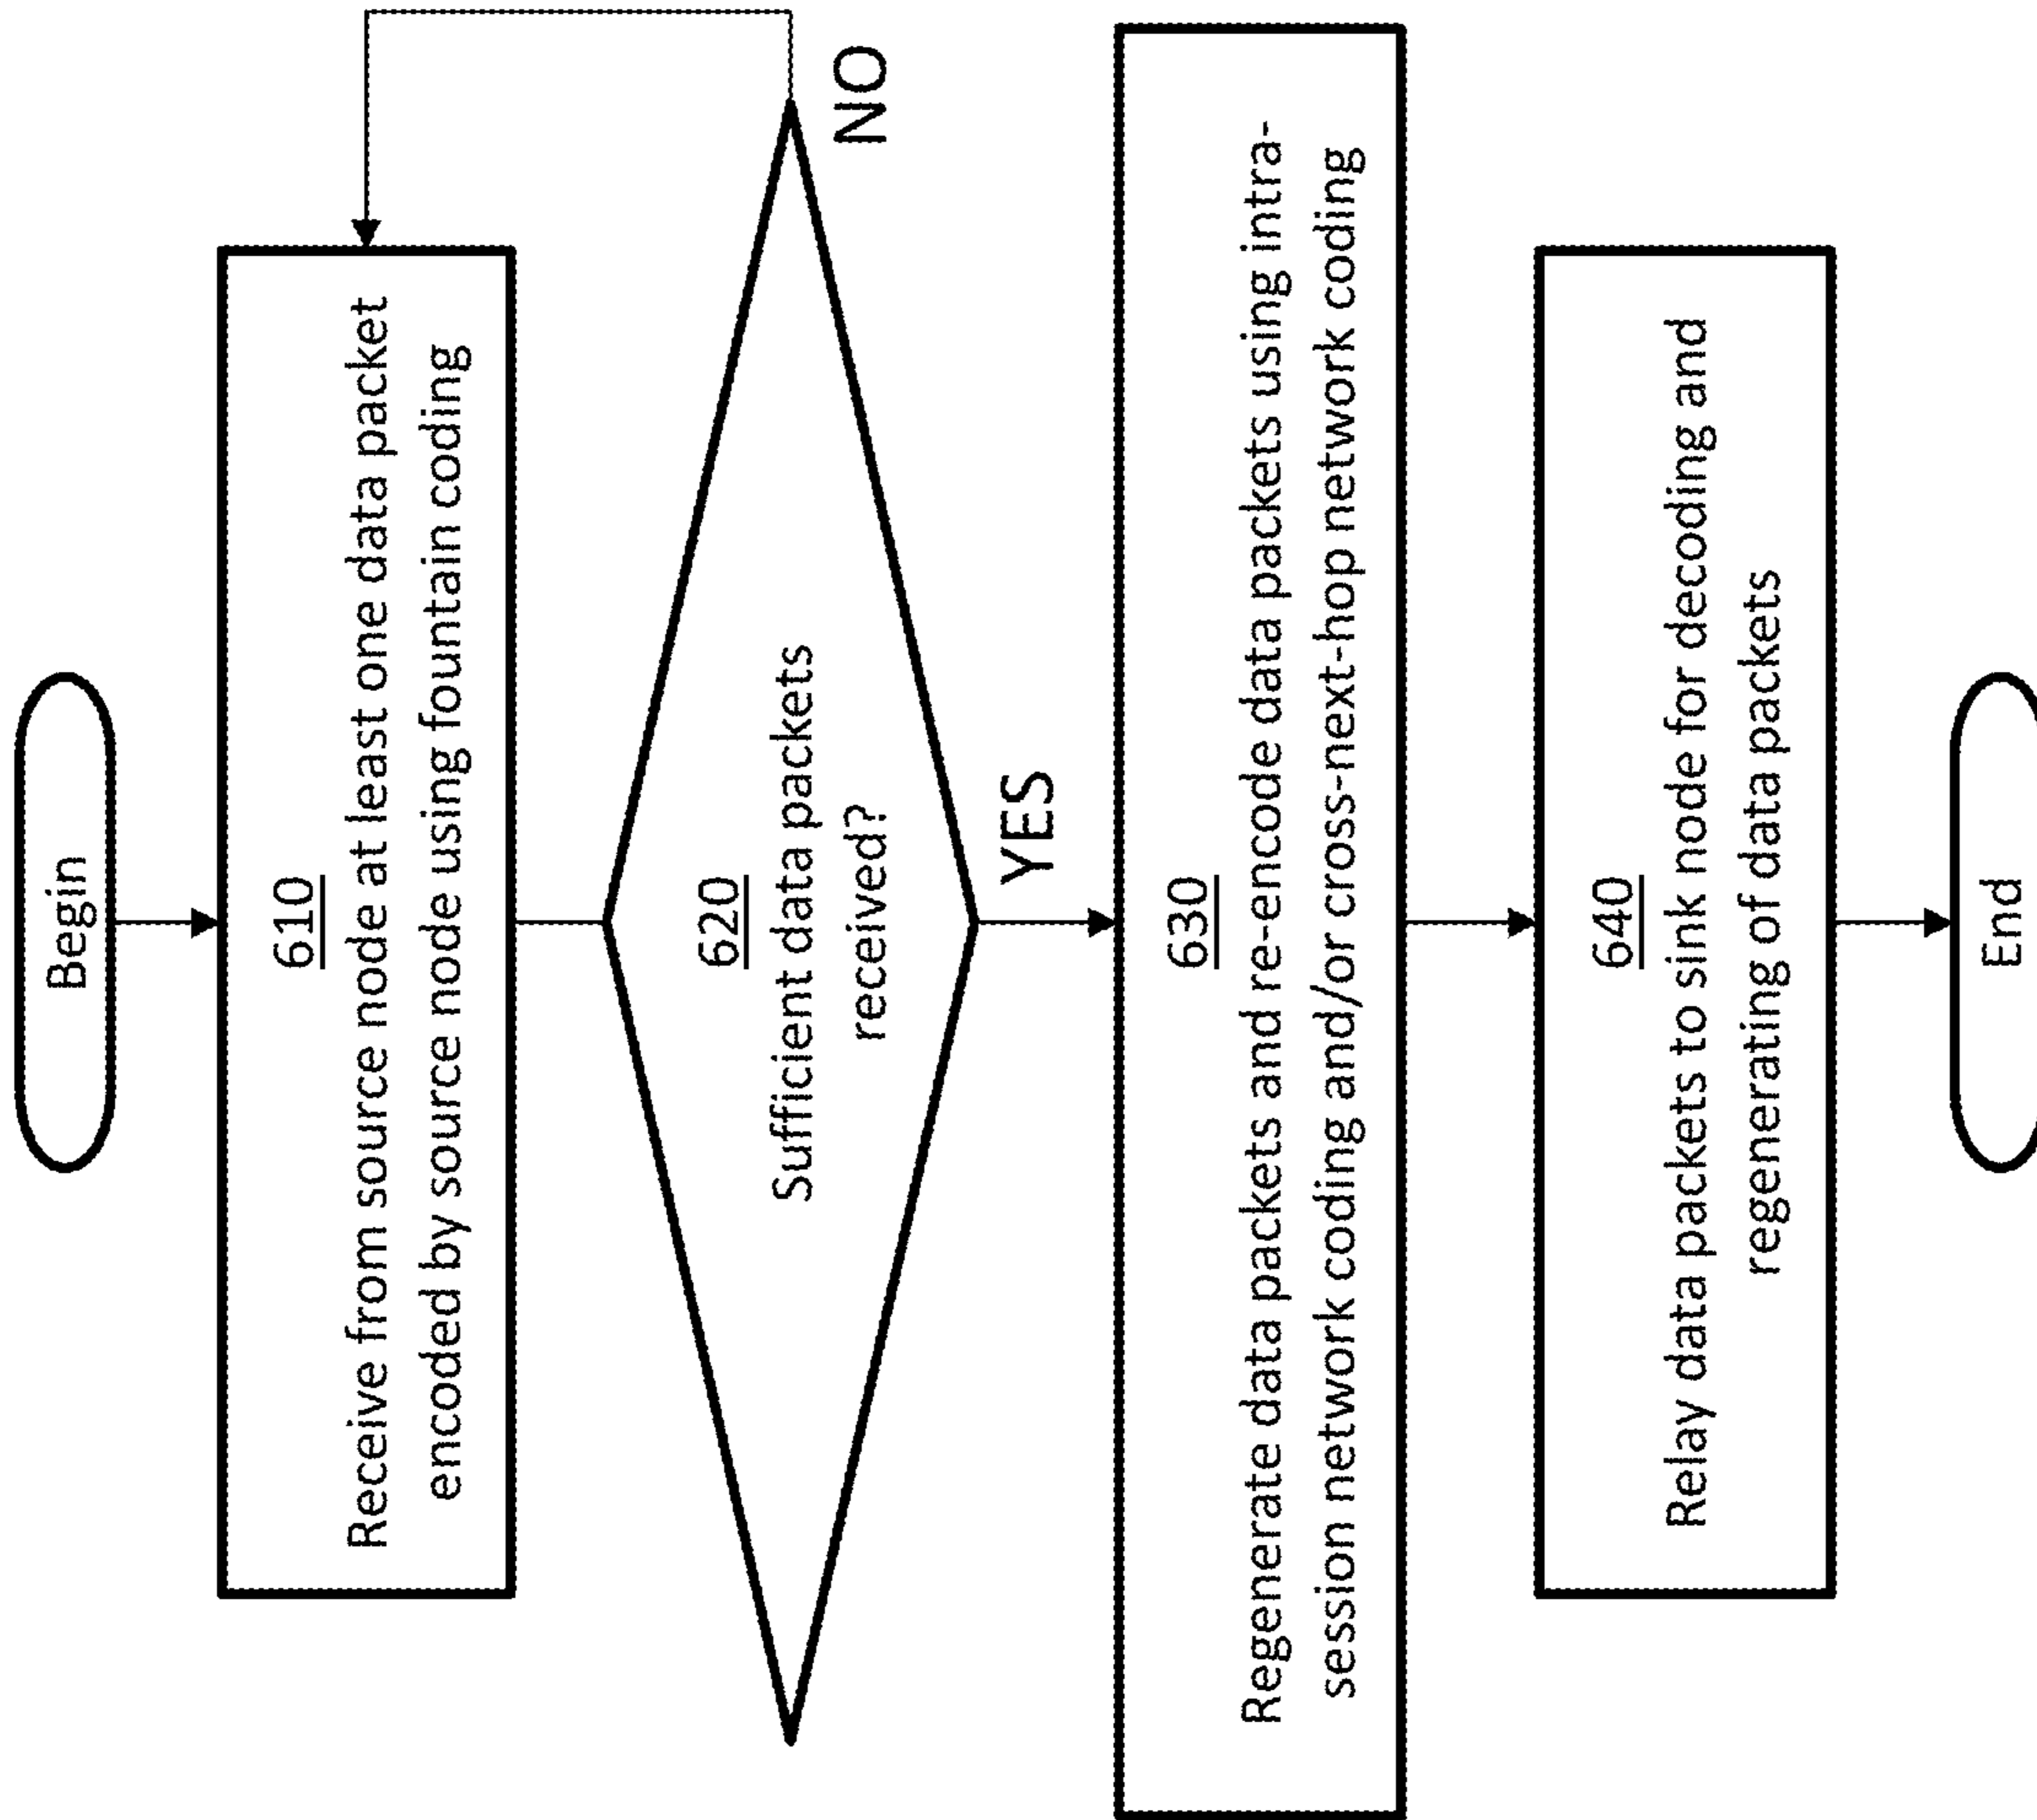 Begin
610
Receive from source node at least one data packet
encoded by source node using fountain coding
620
Sufficient data packets
received?
NO
YES
630
Regenerate data packets and re-encode data packets using intra-
session network coding and/or cross-next-hop network coding
640
Relay data packets to sink node for decoding and
regenerating of data packets
End